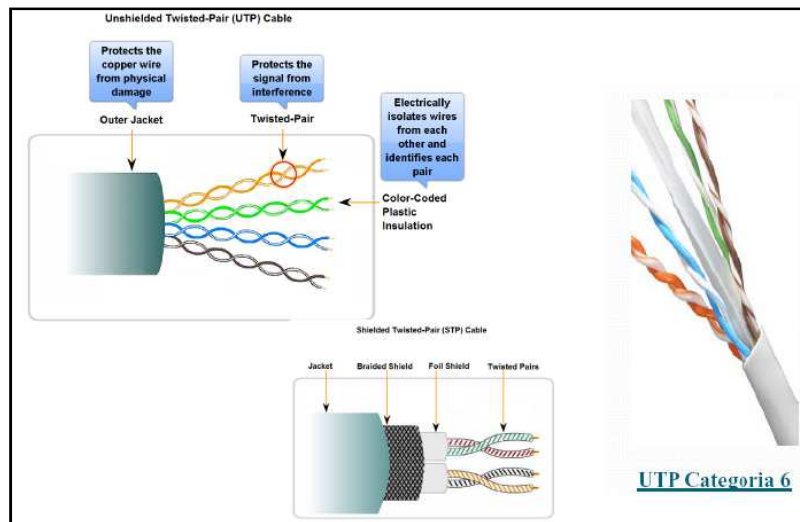 Unshielded Twisted-Pair (UTP) Cable
Protects the
copper wire
from physical
damage
Outer Jacket
Protects the
signal from
interference
Twisted-Pair
Electrically
isolates wires
from each
other and
identifies each
pair
Color-Coded
Plastic
Insulation
Shielded Twisted-Pair (STP) Cable
Jacket
Braided Shield
Foil Shield
Twisted Pairs
UTP Categoria 6